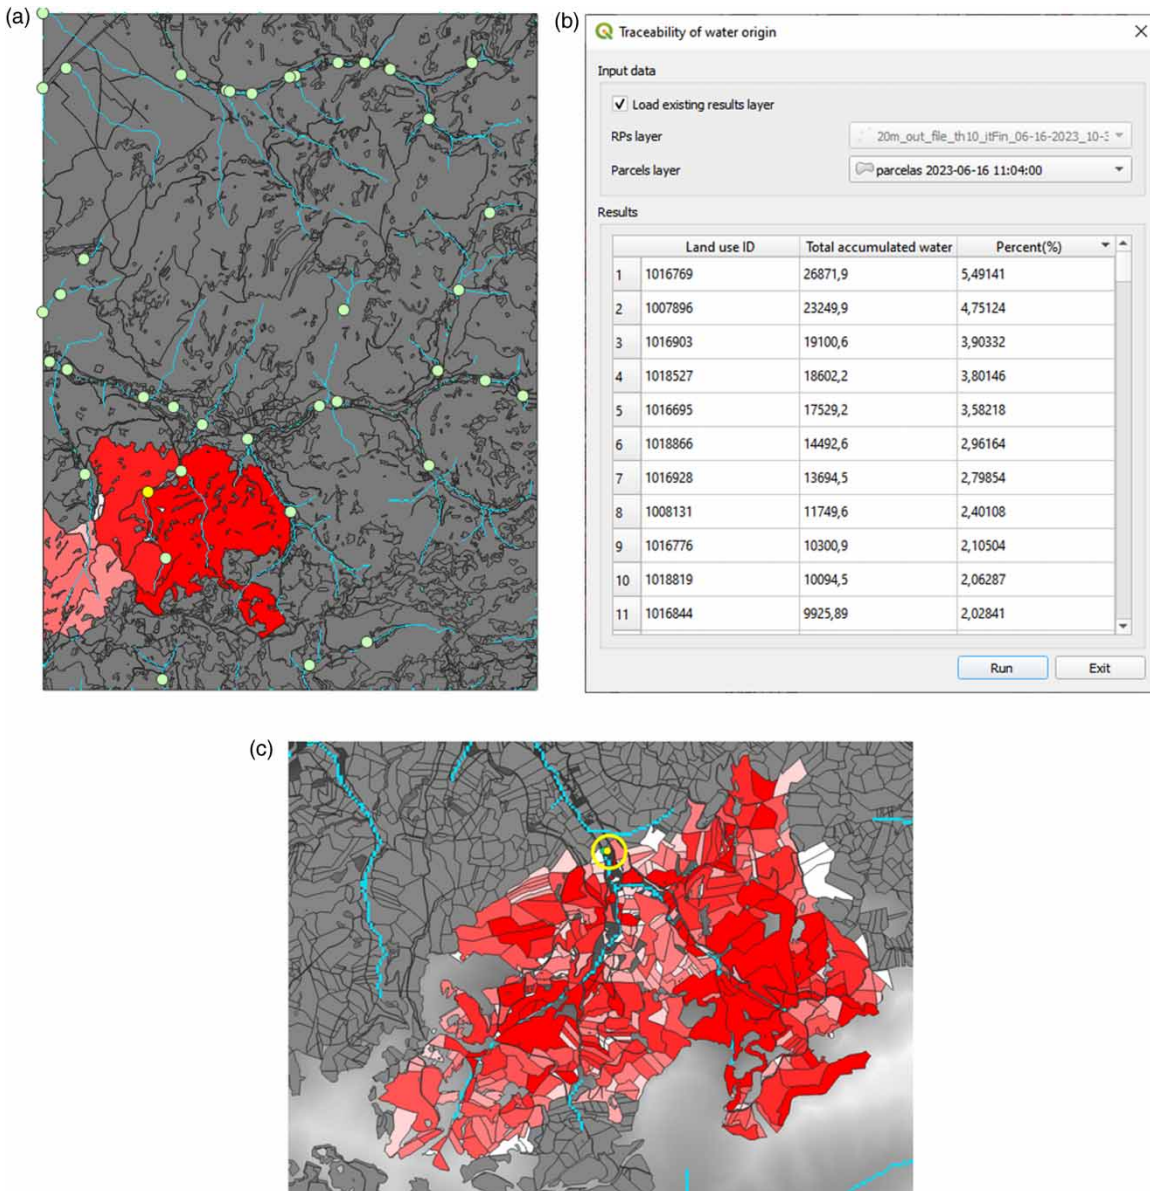 (a)
(b)
Traceability of water origin
Input data
Load existing results layer
RPs layer
20m_out_file_th10_itFin_06-16-2023_10-3
Parcels layer
parcelas 2023-06-16 11:04:00
Results
Land use ID Total accumulated water Percent(%)
1 1016769 26871,9 5,49141
2 1007896 23249,9 4,75124
3 1016903 19100,6 3,90332
4 1018527 18602,2 3,80146
5 1016695 17529,2 3,58218
6 1018866 14492,6 2,96164
7 1016928 13694,5 2,79854
8 1008131 11749,6 2,40108
9 1016776 10300,9 2,10504
10 1018819 10094,5 2,06287
11 1016844 9925,89 2,02841
Run Exit
(c)